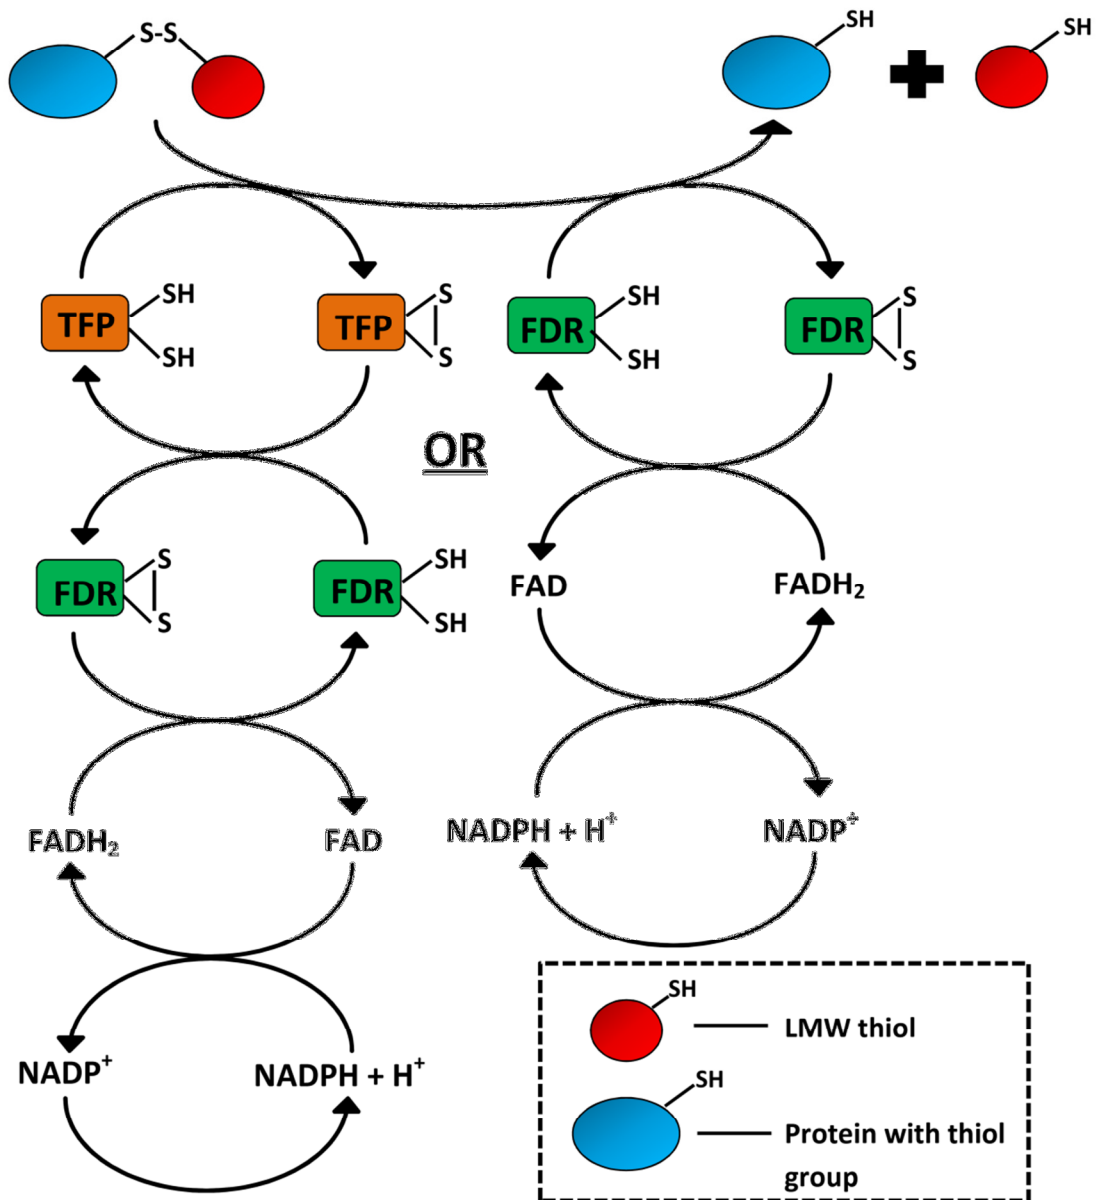 S-S
SH
SH
TFP
SH
SH
TFP
S
S
FDR
SH
SH
FDR
S
S
OR
FDR
S
S
FDR
SH
SH
FAD
FADH₂
FADH₂
FAD
NADPH + H⁺
NADP⁺
NADP⁺
NADPH + H⁺
SH
LMW thiol
SH
Protein with thiol
group